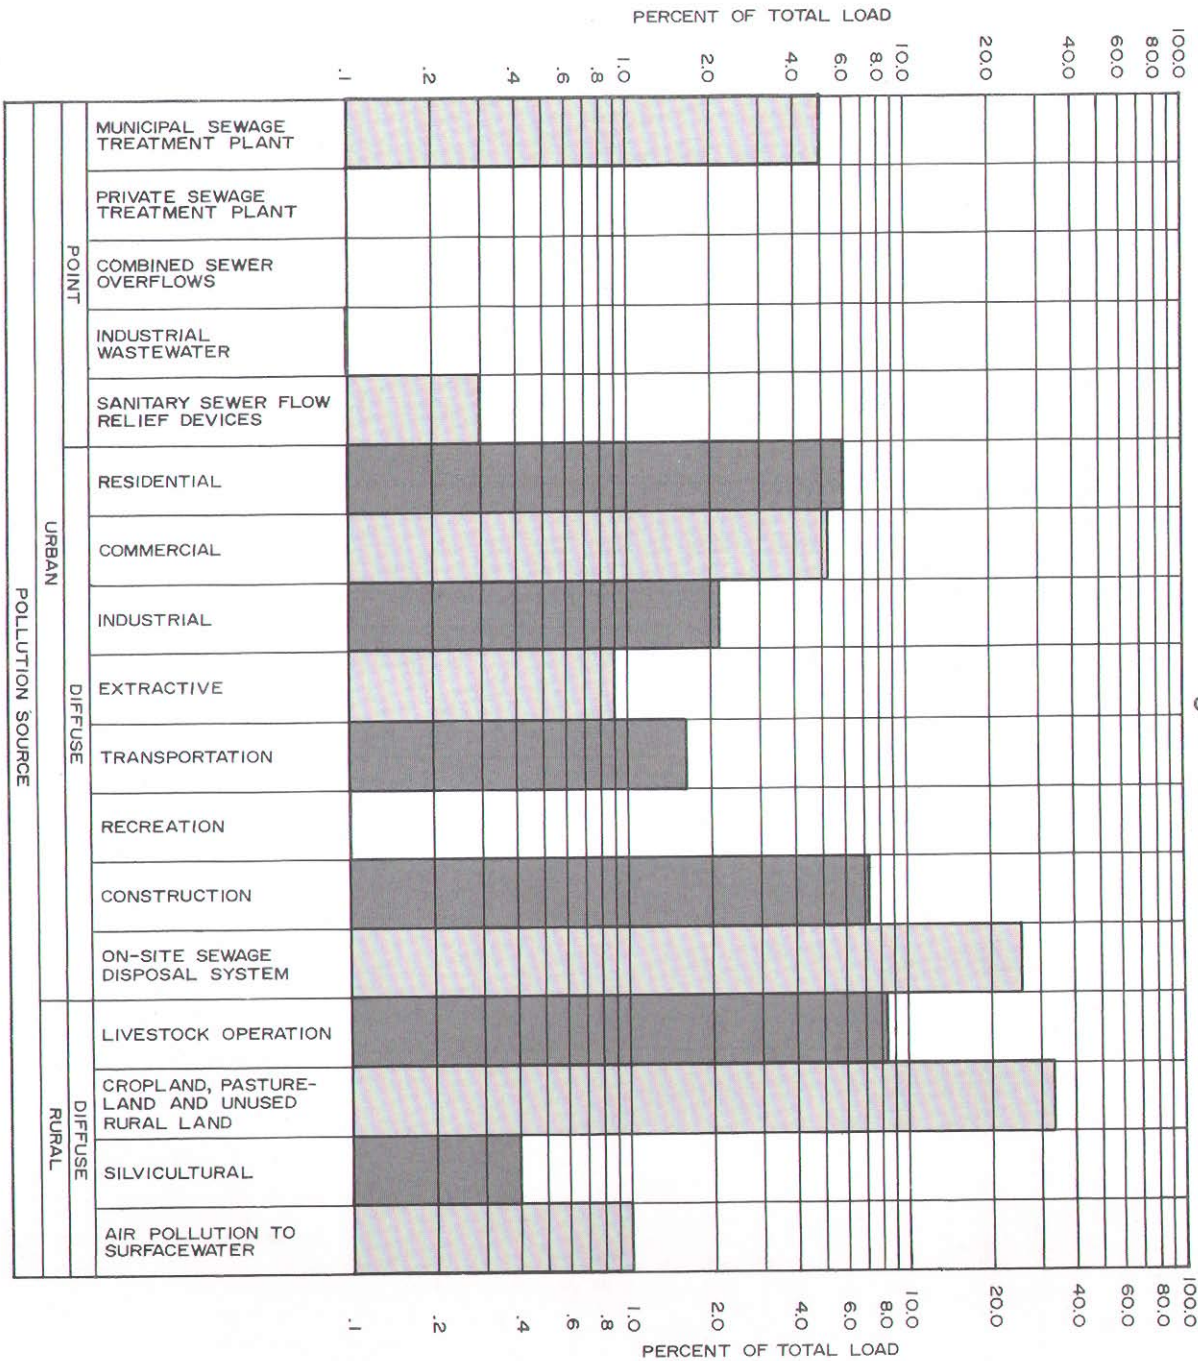 PERCENT OF TOTAL LOAD
.1
.2
.4
.6
.8
1.0
2.0
4.0
6.0
8.0
10.0
20.0
40.0
60.0
80.0
100.0
POLLUTION SOURCE
URBAN
POINT
MUNICIPAL SEWAGE
TREATMENT PLANT
PRIVATE SEWAGE
TREATMENT PLANT
COMBINED SEWER
OVERFLOWS
INDUSTRIAL
WASTEWATER
SANITARY SEWER FLOW
RELIEF DEVICES
DIFFUSE
RESIDENTIAL
COMMERCIAL
INDUSTRIAL
EXTRACTIVE
TRANSPORTATION
RECREATION
CONSTRUCTION
ON-SITE SEWAGE
DISPOSAL SYSTEM
RURAL
DIFFUSE
LIVESTOCK OPERATION
CROPLAND, PASTURE-
LAND AND UNUSED
RURAL LAND
SILVICULTURAL
AIR POLLUTION TO
SURFACEWATER
.1
.2
.4
.6
.8
1.0
2.0
4.0
6.0
8.0
10.0
20.0
40.0
60.0
80.0
100.0
PERCENT OF TOTAL LOAD